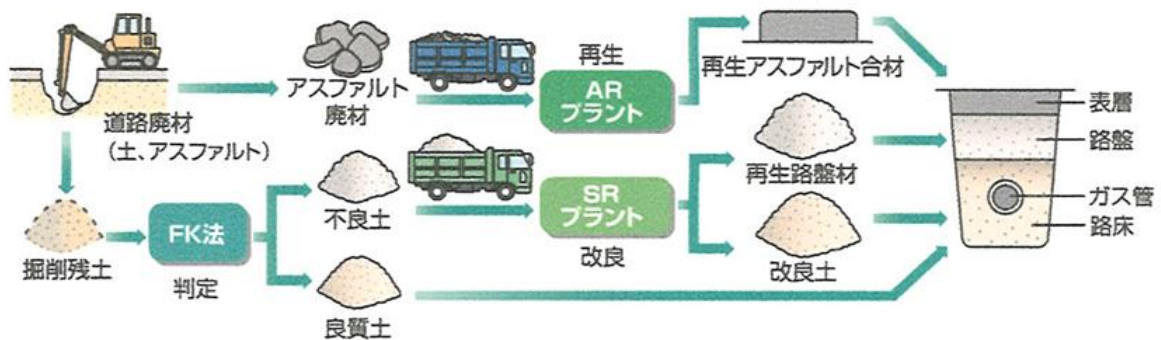 道路廃材
(土、アスファルト)
掘削残土
FK法
判定
アスファルト
廃材
不良土
良質土
再生
AR
プラント
SR
プラント
改良
再生アスファルト合材
再生路盤材
改良土
表層
路盤
ガス管
路床